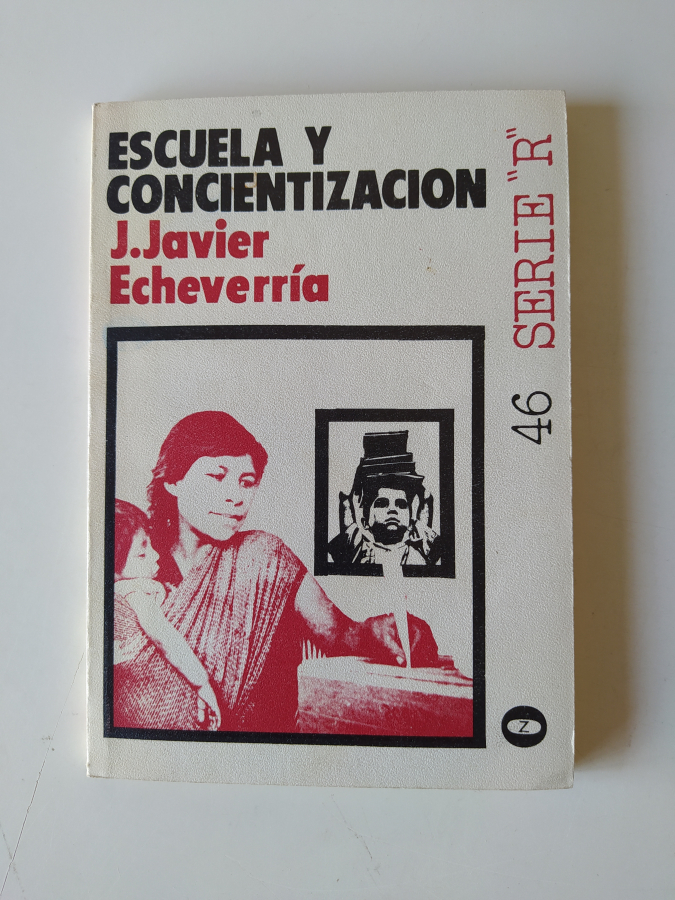 ESCUELA Y
CONCIENTIZACION
J.Javier
Echeverría
46 SERIE "R"
Z